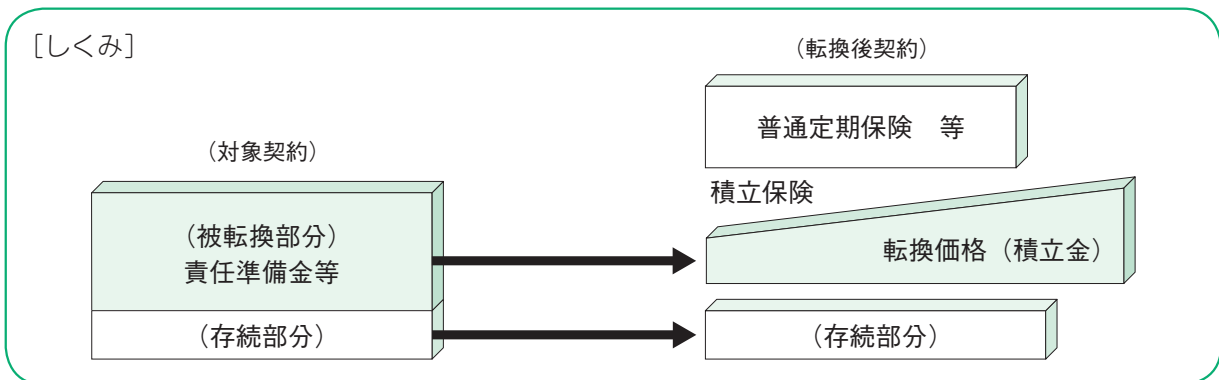 ［しくみ］
（対象契約）
（被転換部分）
責任準備金等
（存続部分）
（転換後契約）
普通定期保険　等
積立保険
転換価格（積立金）
（存続部分）